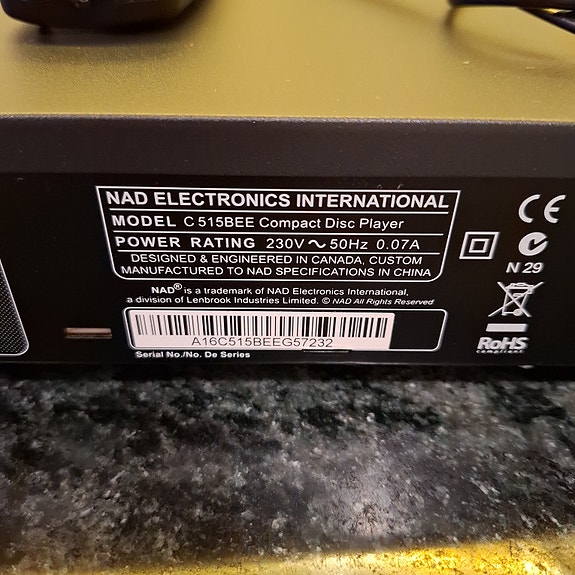 NAD ELECTRONICS INTERNATIONAL
MODEL C 515BEE Compact Disc Player
POWER RATING 230V ~ 50Hz 0.07A
DESIGNED & ENGINEERED IN CANADA, CUSTOM
MANUFACTURED TO NAD SPECIFICATIONS IN CHINA
NAD® is a trademark of NAD Electronics International,
a division of Lenbrook Industries Limited. © NAD All Rights Reserved
A16C515BEEG57232
Serial No./No. De Series
CE
N 29
RoHS
compliant